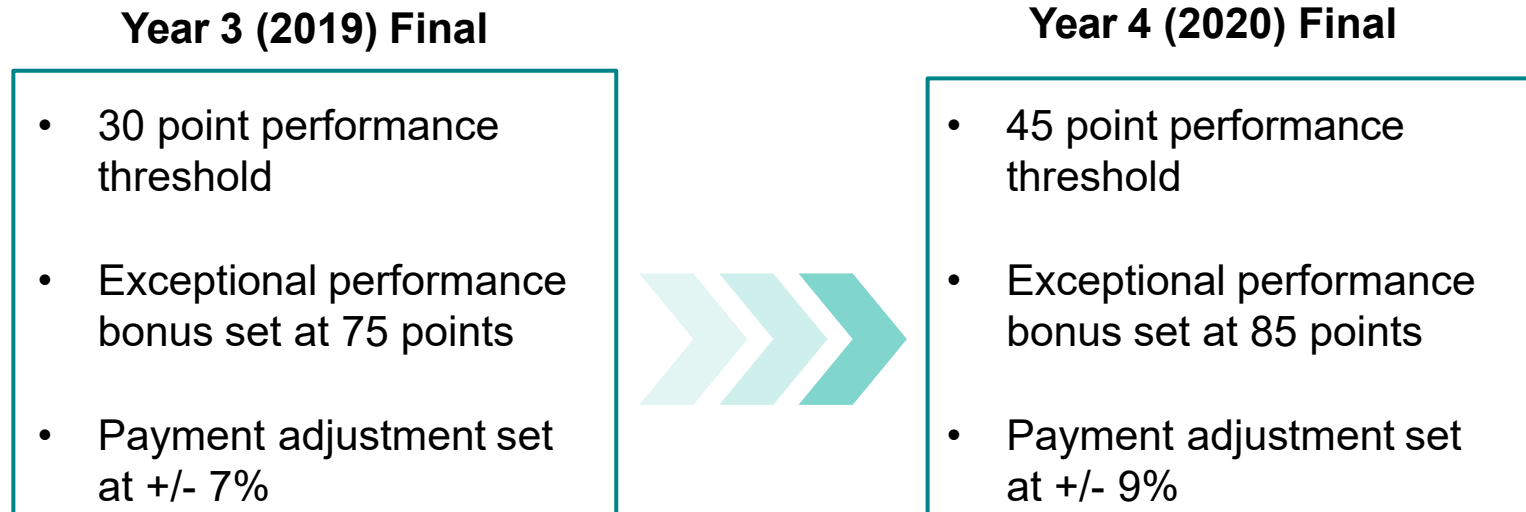 Year 3 (2019) Final
• 30 point performance
threshold
• Exceptional performance
bonus set at 75 points
• Payment adjustment set
at +/- 7%
Year 4 (2020) Final
• 45 point performance
threshold
• Exceptional performance
bonus set at 85 points
• Payment adjustment set
at +/- 9%